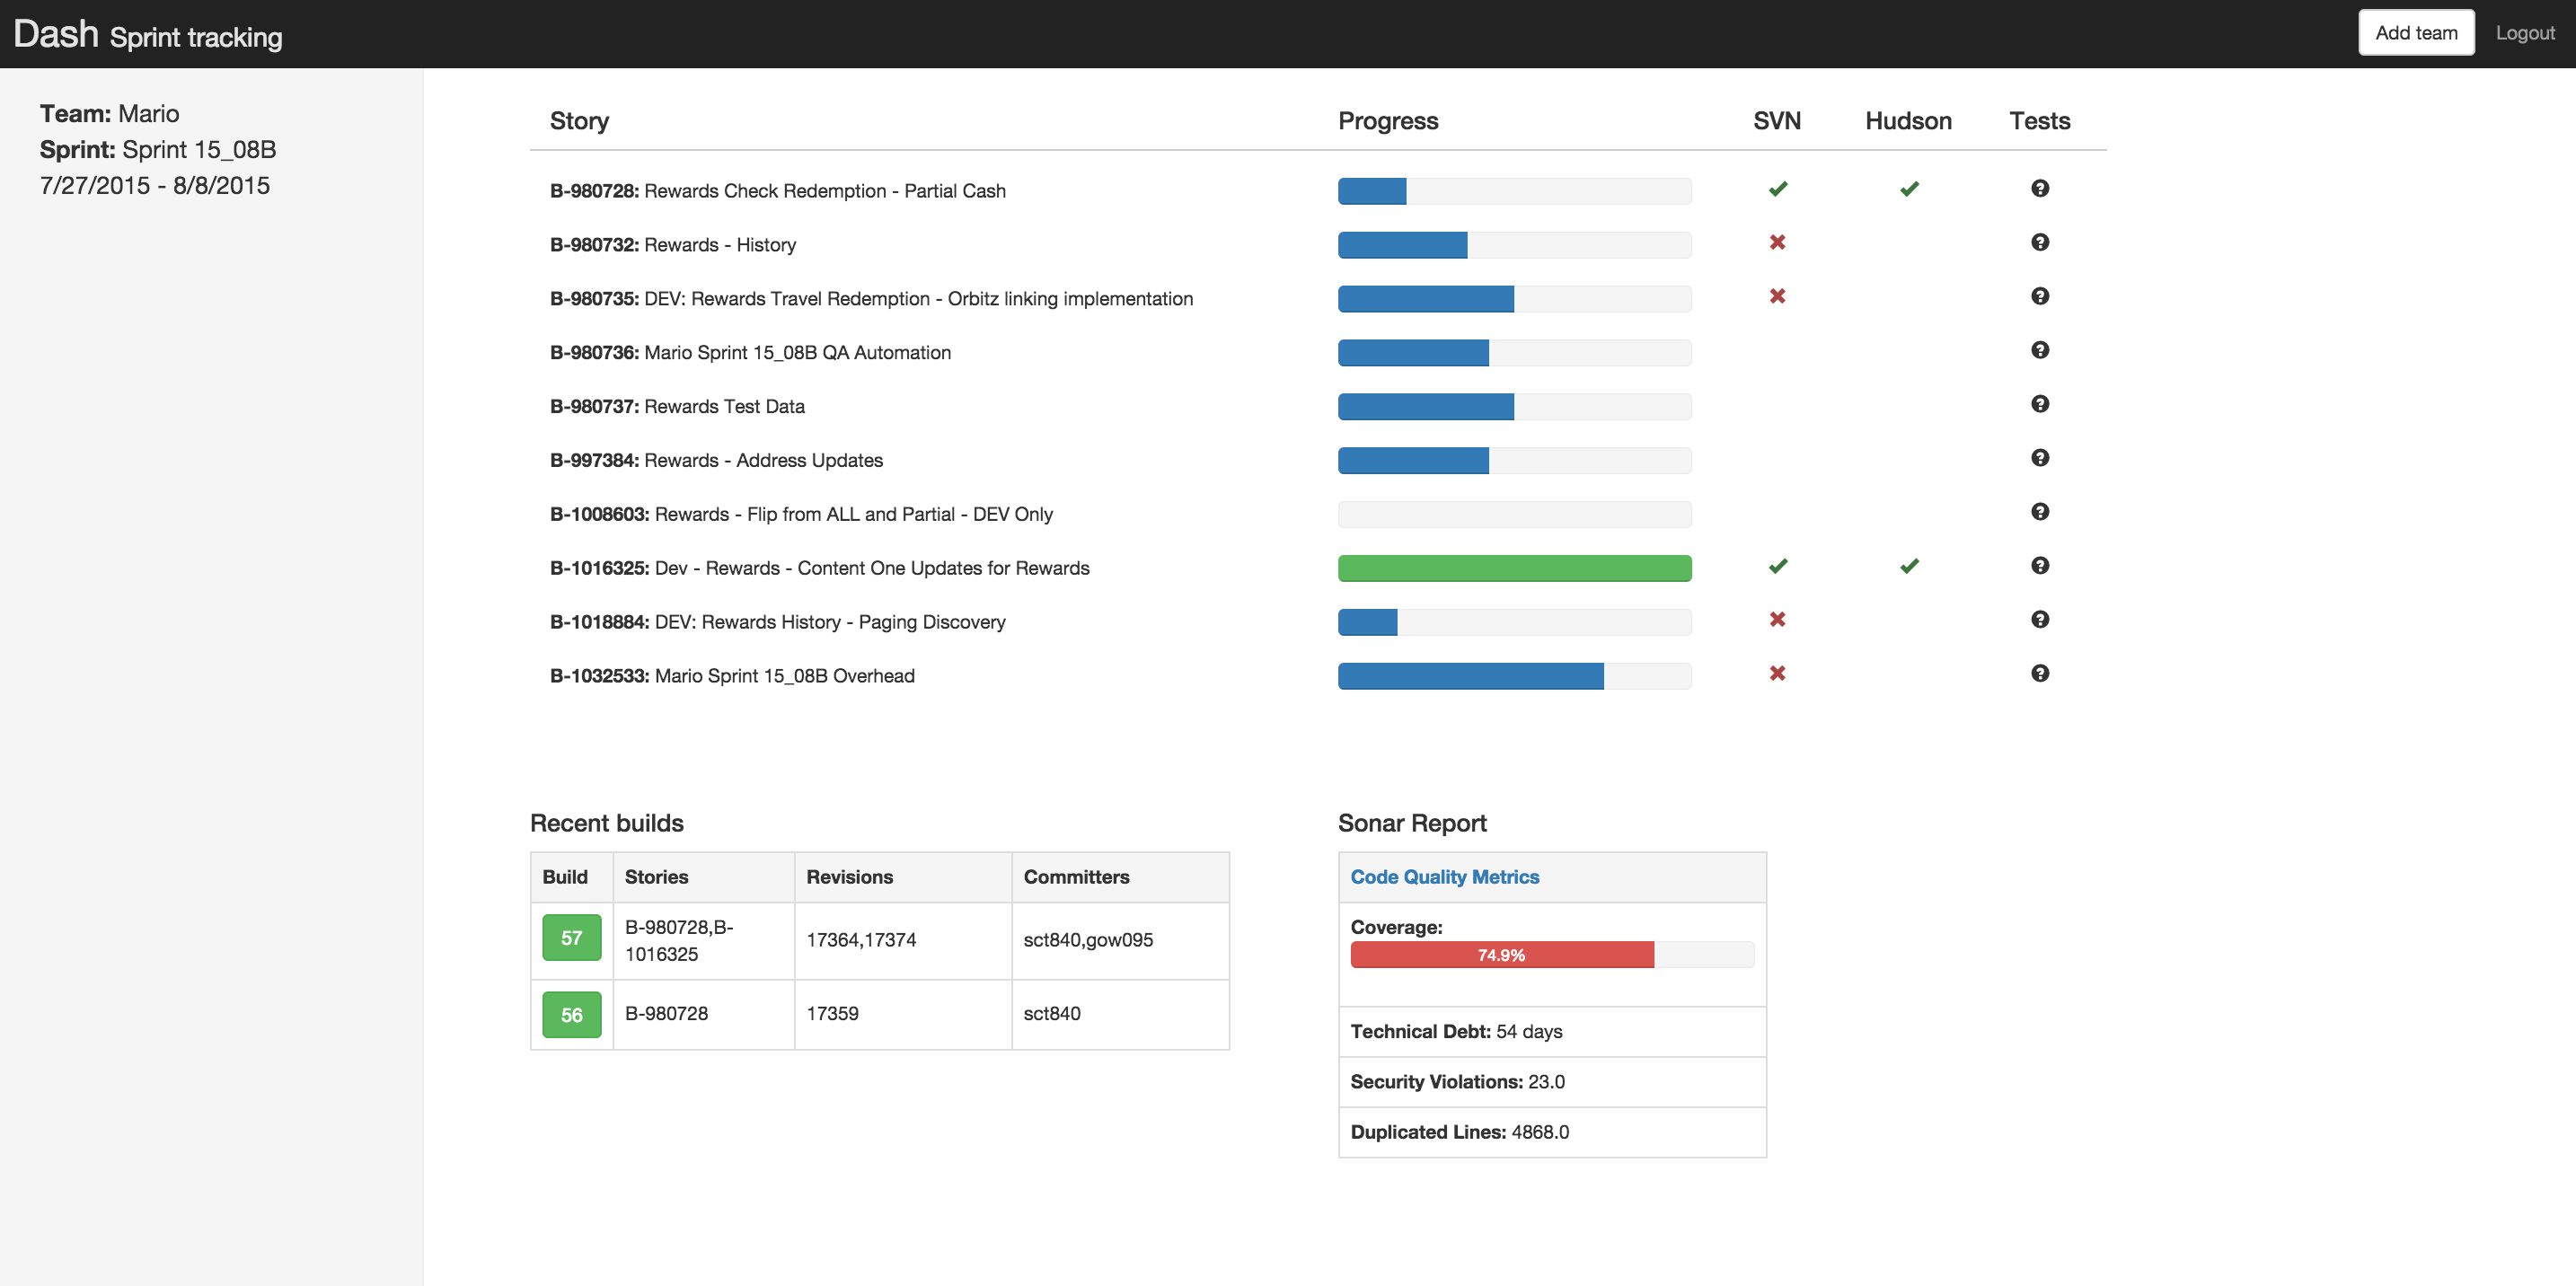 Dash Sprint tracking
Add team
Logout
Team: Mario
Sprint: Sprint 15_08B
7/27/2015 - 8/8/2015
Story Progress SVN Hudson Tests
B-980728: Rewards Check Redemption - Partial Cash
B-980732: Rewards - History
B-980735: DEV: Rewards Travel Redemption - Orbitz linking implementation
B-980736: Mario Sprint 15_08B QA Automation
B-980737: Rewards Test Data
B-997384: Rewards - Address Updates
B-1008603: Rewards - Flip from ALL and Partial - DEV Only
B-1016325: Dev - Rewards - Content One Updates for Rewards
B-1018884: DEV: Rewards History - Paging Discovery
B-1032533: Mario Sprint 15_08B Overhead
Recent builds
Build Stories Revisions Committers
57 B-980728,B-
1016325 17364,17374 sct840,gow095
56 B-980728 17359 sct840
Sonar Report
Code Quality Metrics
Coverage:
74.9%
Technical Debt: 54 days
Security Violations: 23.0
Duplicated Lines: 4868.0